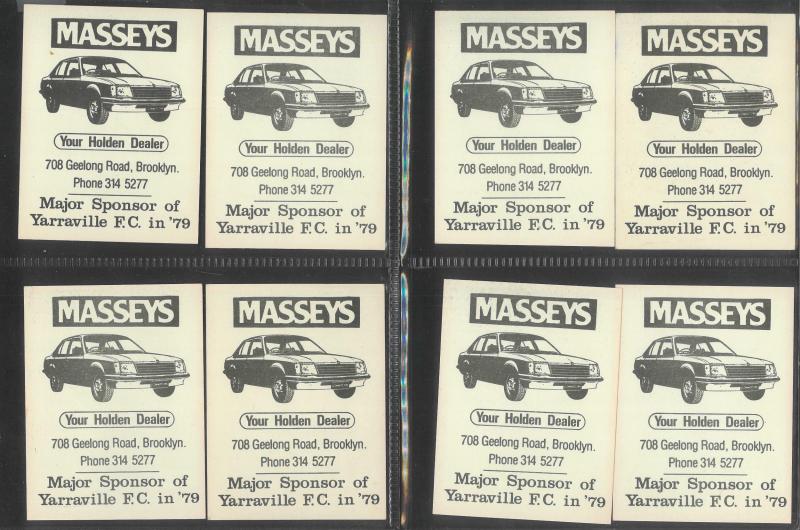 MASSEYS
Your Holden Dealer
708 Geelong Road, Brooklyn.
Phone 314 5277
Major Sponsor of
Yarraville F.C. in '79
MASSEYS
Your Holden Dealer
708 Geelong Road, Brooklyn.
Phone 314 5277
Major Sponsor of
Yarraville F.C. in '79
MASSEYS
Your Holden Dealer
708 Geelong Road, Brooklyn.
Phone 314 5277
Major Sponsor of
Yarraville F.C. in '79
MASSEYS
Your Holden Dealer
708 Geelong Road, Brooklyn.
Phone 314 5277
Major Sponsor of
Yarraville F.C. in '79
MASSEYS
Your Holden Dealer
708 Geelong Road, Brooklyn.
Phone 314 5277
Major Sponsor of
Yarraville F.C. in '79
MASSEYS
Your Holden Dealer
708 Geelong Road, Brooklyn.
Phone 314 5277
Major Sponsor of
Yarraville F.C. in '79
MASSEYS
Your Holden Dealer
708 Geelong Road, Brooklyn.
Phone 314 5277
Major Sponsor of
Yarraville F.C. in '79
MASSEYS
Your Holden Dealer
708 Geelong Road, Brooklyn.
Phone 314 5277
Major Sponsor of
Yarraville F.C. in '79